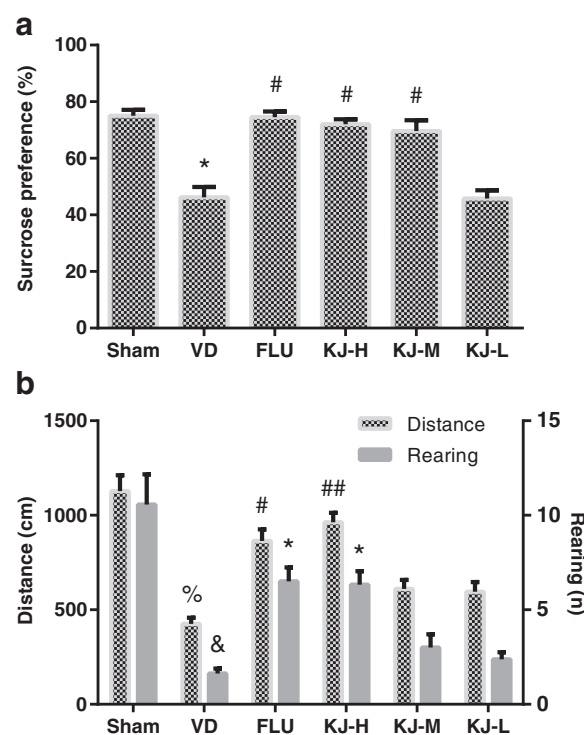 a
Surcrose preference (%)
100
80
60
40
20
0
*
#
#
#
Sham VD FLU KJ-H KJ-M KJ-L
b
Distance (cm)
1500
1000
500
0
Distance
Rearing
%
&
#
*
##
*
15
10
5
0
Rearing (n)
Sham VD FLU KJ-H KJ-M KJ-L